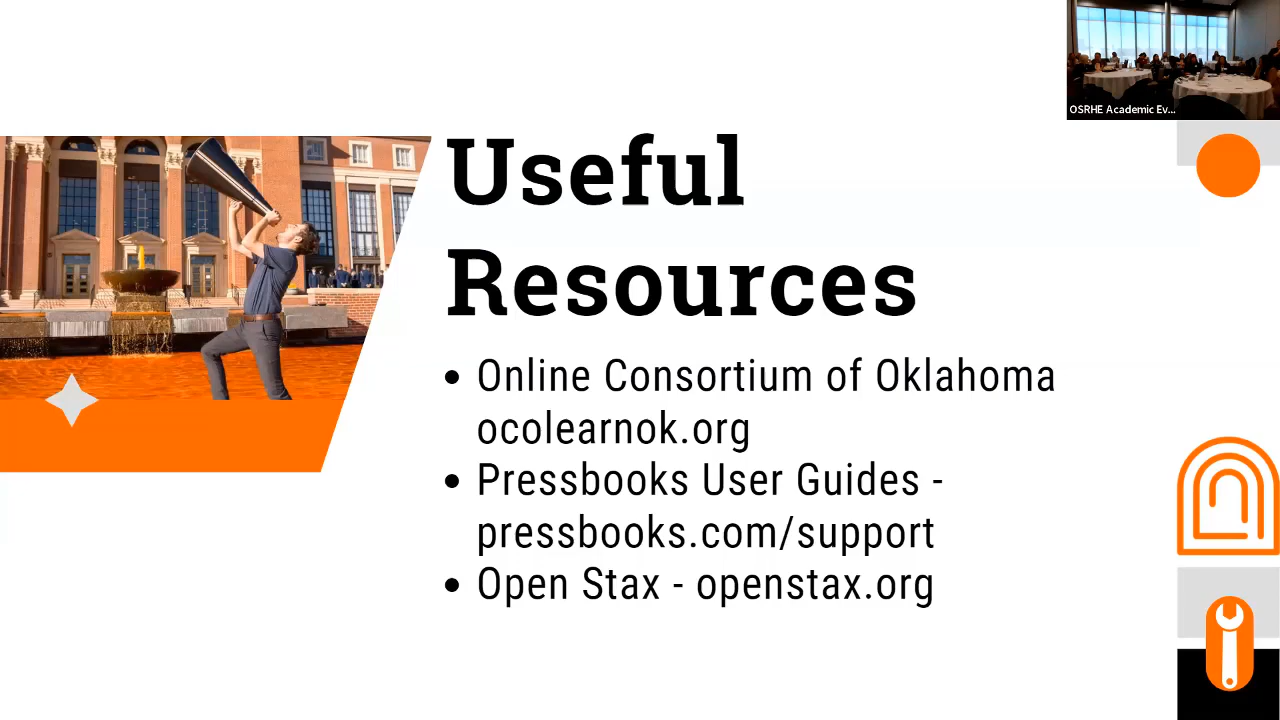 OSRHE Academic Ev...
Useful
Resources
• Online Consortium of Oklahoma
ocolearnok.org
• Pressbooks User Guides -
pressbooks.com/support
• Open Stax - openstax.org